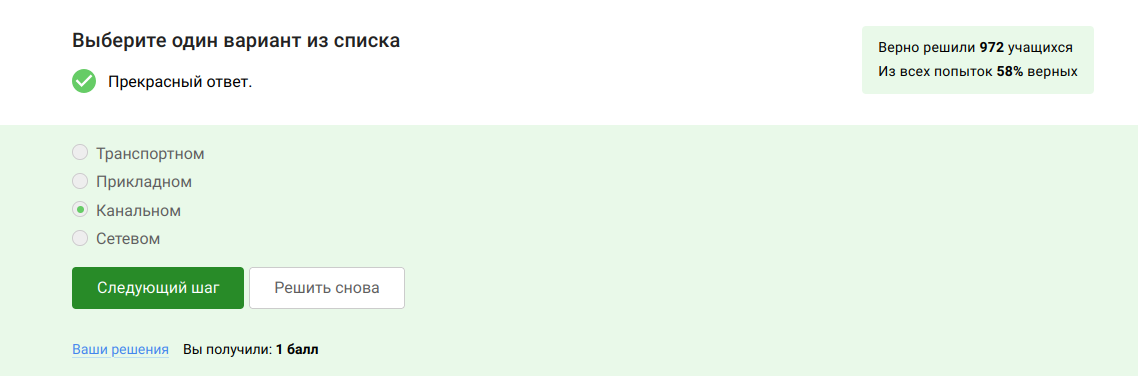 Выберите один вариант из списка
Прекрасный ответ.
Верно решили 972 учащихся
Из всех попыток 58% верных
Транспортном
Прикладном
Канальном
Сетевом
Следующий шаг
Решить снова
Ваши решения Вы получили: 1 балл